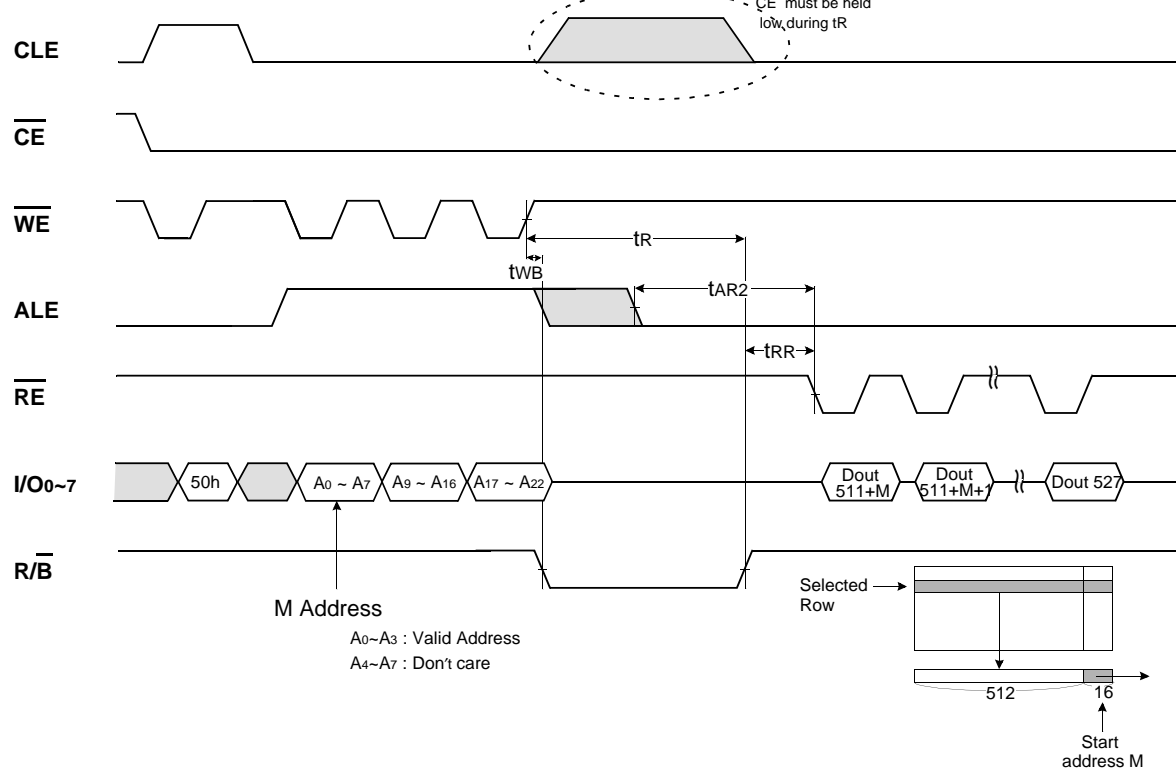 CE must be held
low during tR
CLE
CE
WE
tR
tWB
ALE
tAR2
tRR
RE
I/O0~7
50h
A0 ~ A7
A9 ~ A16
A17 ~ A22
Dout
511+M
Dout
511+M+1
Dout 527
R/B
M Address
A0~A3 : Valid Address
A4~A7 : Don't care
Selected
Row
512
16
Start
address M